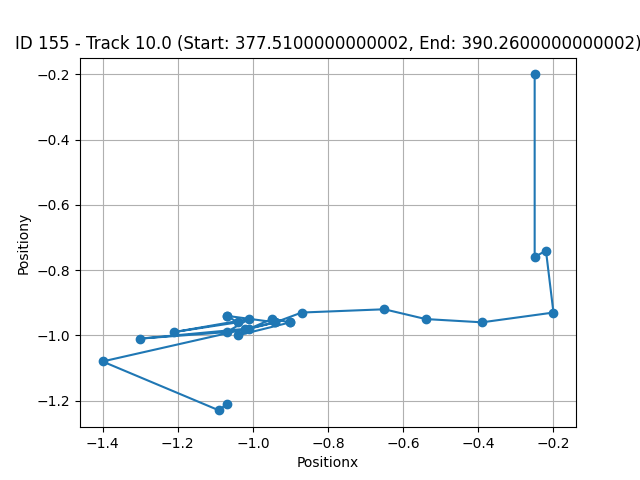 ID 155 - Track 10.0 (Start: 377.5100000000002, End: 390.2600000000002)
−0.2
−0.4
−0.6
−0.8
−1.0
−1.2
Positiony
−1.4 −1.2 −1.0 −0.8 −0.6 −0.4 −0.2
Positionx